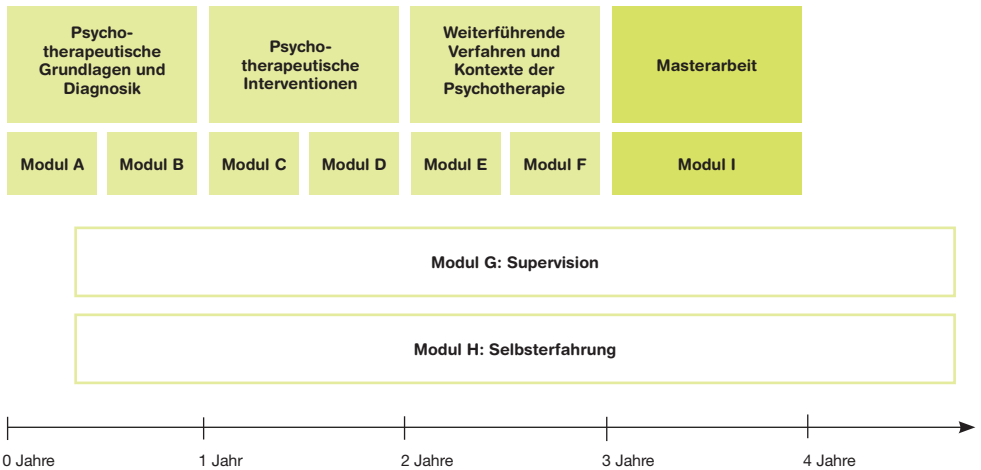 Psycho-
therapeutische
Grundlagen und
Diagnosik
Psycho-
therapeutische
Interventionen
Weiterführende
Verfahren und
Kontexte der
Psychotherapie
Masterarbeit
Modul A
Modul B
Modul C
Modul D
Modul E
Modul F
Modul I
Modul G: Supervision
Modul H: Selbsterfahrung
0 Jahre
1 Jahr
2 Jahre
3 Jahre
4 Jahre